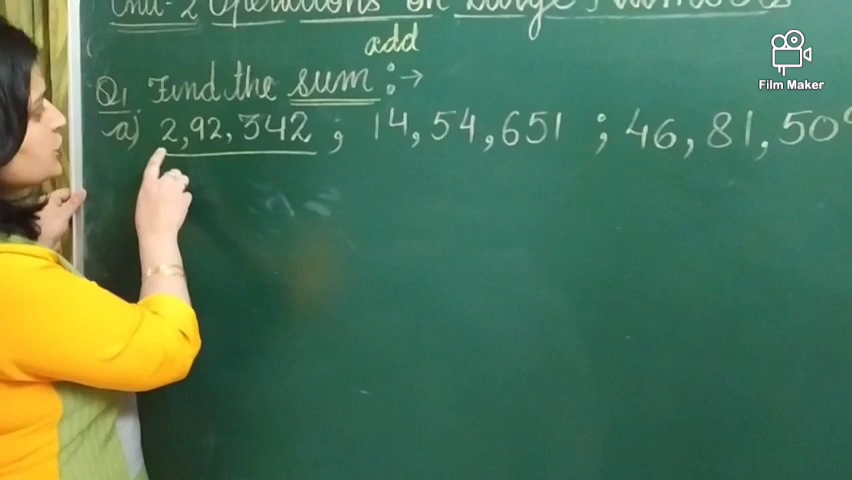 Unit-2 Operations on Large Numbers
add
Q1 Find the sum :→
a) 2,92,342 ; 14,54,651 ; 46,81,50
Film Maker